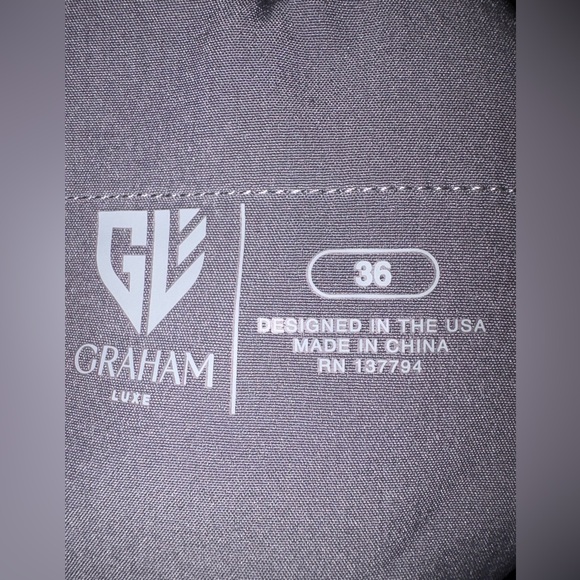 GL
GRAHAM
LUXE
36
DESIGNED IN THE USA
MADE IN CHINA
RN 137794